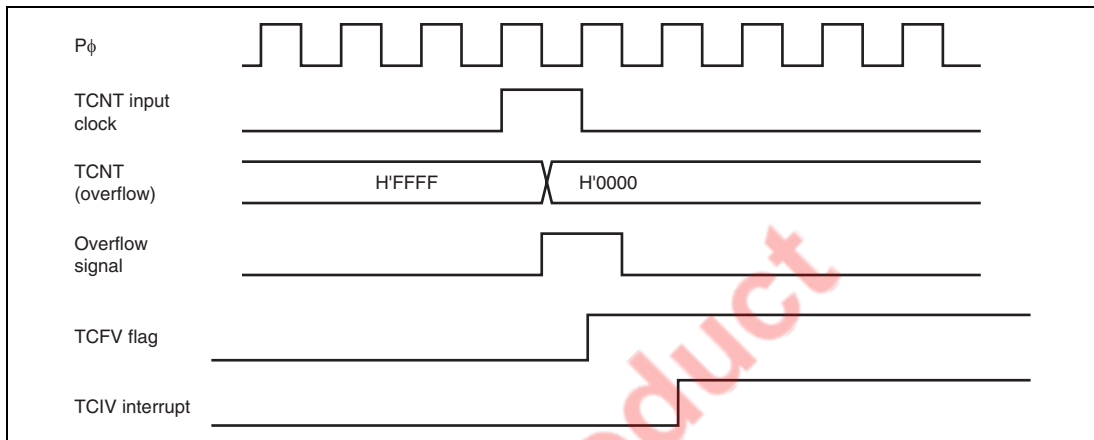 Pϕ
TCNT input
clock
TCNT
(overflow)
H'FFFF
H'0000
Overflow
signal
TCFV flag
TCIV interrupt